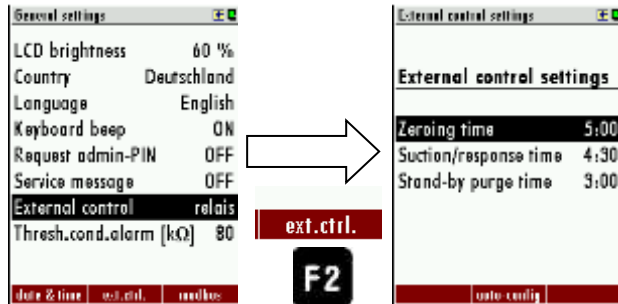 General settings
LCD brightness 60 %
Country Deutschland
Language English
Keyboard beep ON
Request admin-PIN OFF
Service message OFF
External control relais
Thresh.cond.alarm [kΩ] 80
date & time ext.ctrl. modbus
ext.ctrl.
F2
External control settings
External control settings
Zeroing time 5:00
Suction/response time 4:30
Stand-by purge time 3:00
auto-config